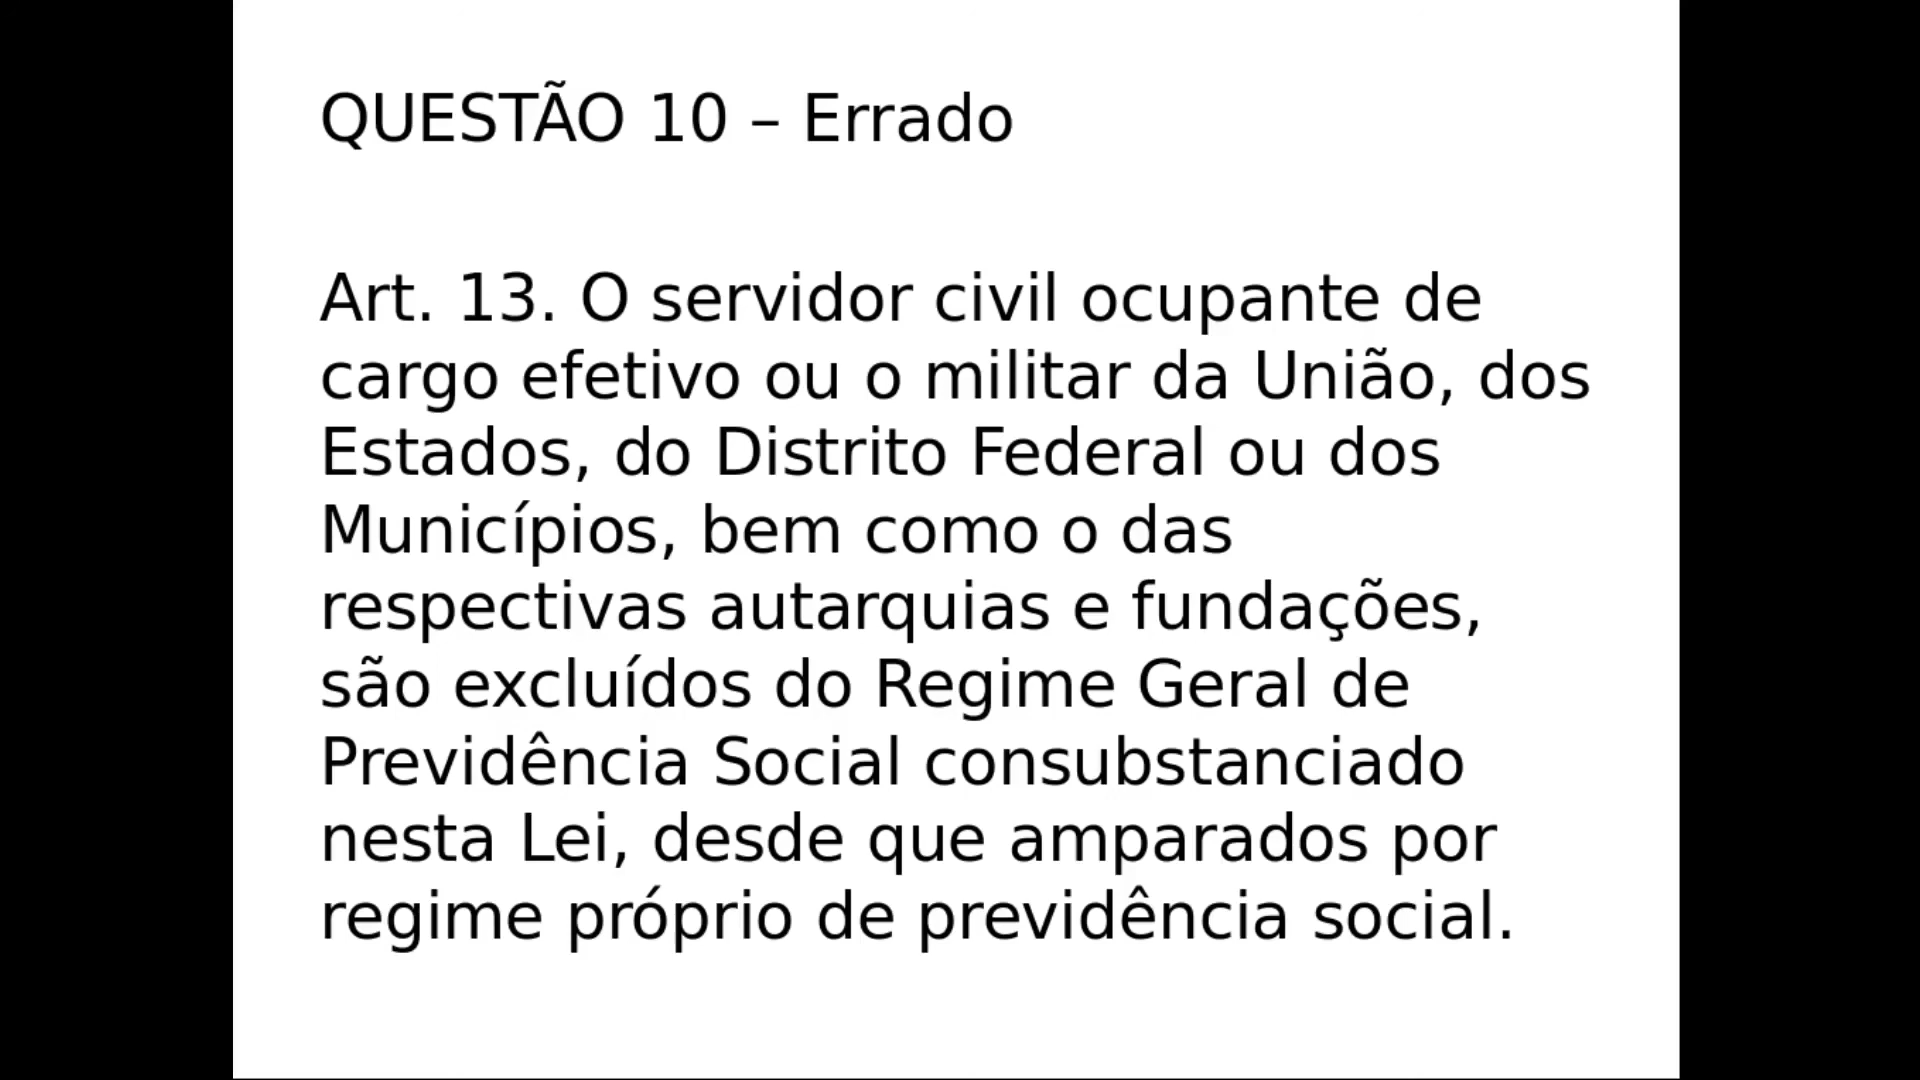 QUESTÃO 10 – Errado
Art. 13. O servidor civil ocupante de
cargo efetivo ou o militar da União, dos
Estados, do Distrito Federal ou dos
Municípios, bem como o das
respectivas autarquias e fundações,
são excluídos do Regime Geral de
Previdência Social consubstanciado
nesta Lei, desde que amparados por
regime próprio de previdência social.